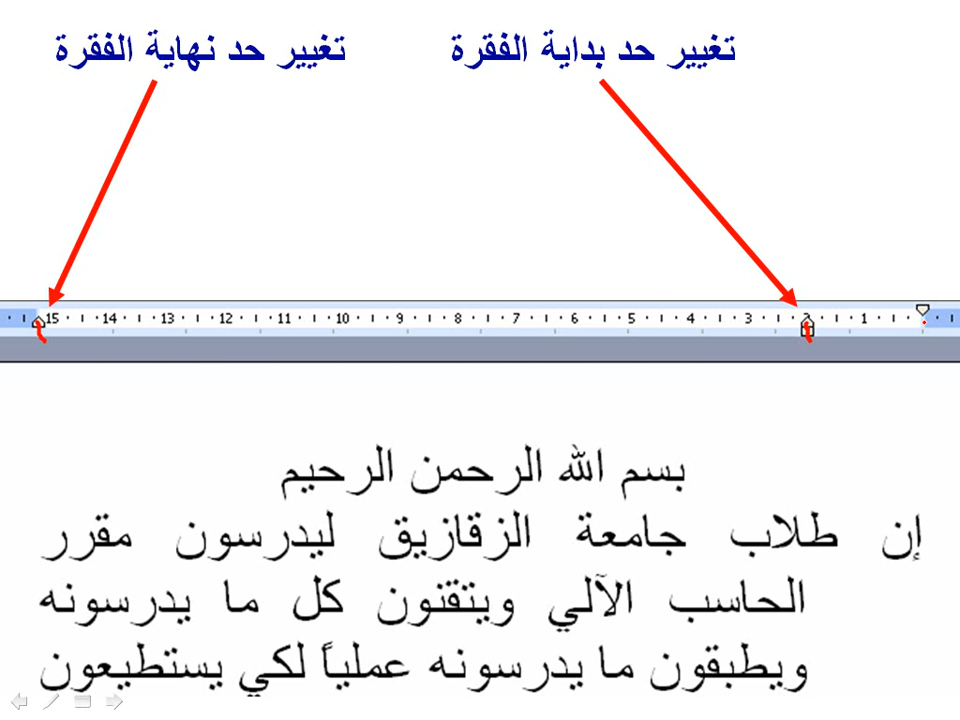 تغيير حد بداية الفقرة
تغيير حد نهاية الفقرة
15 14 13 12 11 10 9 8 7 6 5 4 3 2 1
بسم الله الرحمن الرحيم
إن طلاب جامعة الزقازيق ليدرسون مقرر
الحاسب الآلي ويتقنون كل ما يدرسونه
ويطبقون ما يدرسونه عملياً لكي يستطيعون